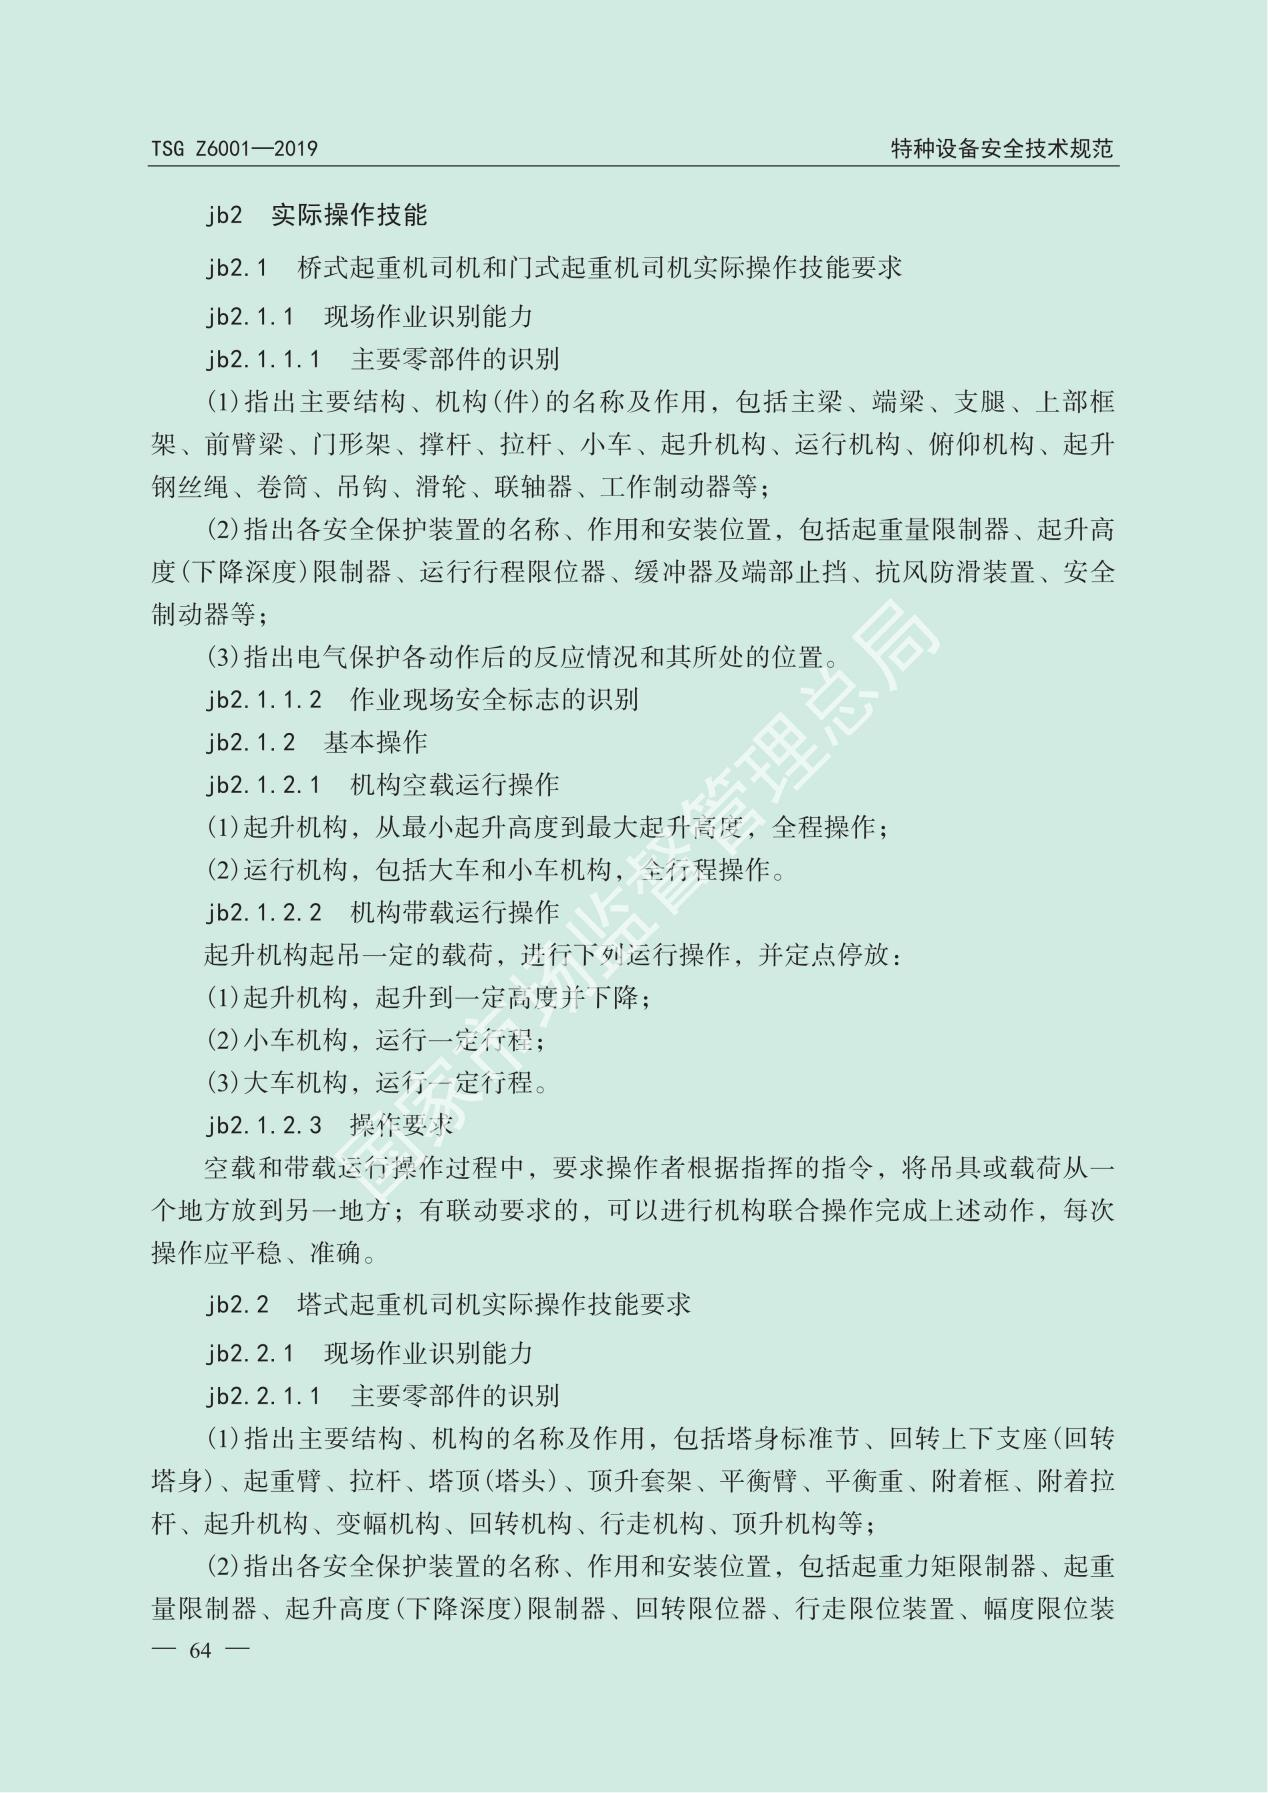 TSG Z6001—2019
特种设备安全技术规范
jb2 实际操作技能
jb2.1 桥式起重机司机和门式起重机司机实际操作技能要求
jb2.1.1 现场作业识别能力
jb2.1.1.1 主要零部件的识别
(1)指出主要结构、机构(件)的名称及作用，包括主梁、端梁、支腿、上部框
架、前臂梁、门形架、撑杆、拉杆、小车、起升机构、运行机构、俯仰机构、起升
钢丝绳、卷筒、吊钩、滑轮、联轴器、工作制动器等；
(2)指出各安全保护装置的名称、作用和安装位置，包括起重量限制器、起升高
度(下降深度)限制器、运行行程限位器、缓冲器及端部止挡、抗风防滑装置、安全
制动器等；
(3)指出电气保护各动作后的反应情况和其所处的位置。
jb2.1.1.2 作业现场安全标志的识别
jb2.1.2 基本操作
jb2.1.2.1 机构空载运行操作
(1)起升机构，从最小起升高度到最大起升高度，全程操作；
(2)运行机构，包括大车和小车机构，全行程操作。
jb2.1.2.2 机构带载运行操作
起升机构起吊一定的载荷，进行下列运行操作，并定点停放：
(1)起升机构，起升到一定高度并下降；
(2)小车机构，运行一定行程；
(3)大车机构，运行一定行程。
jb2.1.2.3 操作要求
空载和带载运行操作过程中，要求操作者根据指挥的指令，将吊具或载荷从一
个地方放到另一地方；有联动要求的，可以进行机构联合操作完成上述动作，每次
操作应平稳、准确。
jb2.2 塔式起重机司机实际操作技能要求
jb2.2.1 现场作业识别能力
jb2.2.1.1 主要零部件的识别
(1)指出主要结构、机构的名称及作用，包括塔身标准节、回转上下支座(回转
塔身)、起重臂、拉杆、塔顶(塔头)、顶升套架、平衡臂、平衡重、附着框、附着拉
杆、起升机构、变幅机构、回转机构、行走机构、顶升机构等；
(2)指出各安全保护装置的名称、作用和安装位置，包括起重力矩限制器、起重
量限制器、起升高度(下降深度)限制器、回转限位器、行走限位装置、幅度限位装
— 64 —
国家市场监督管理总局